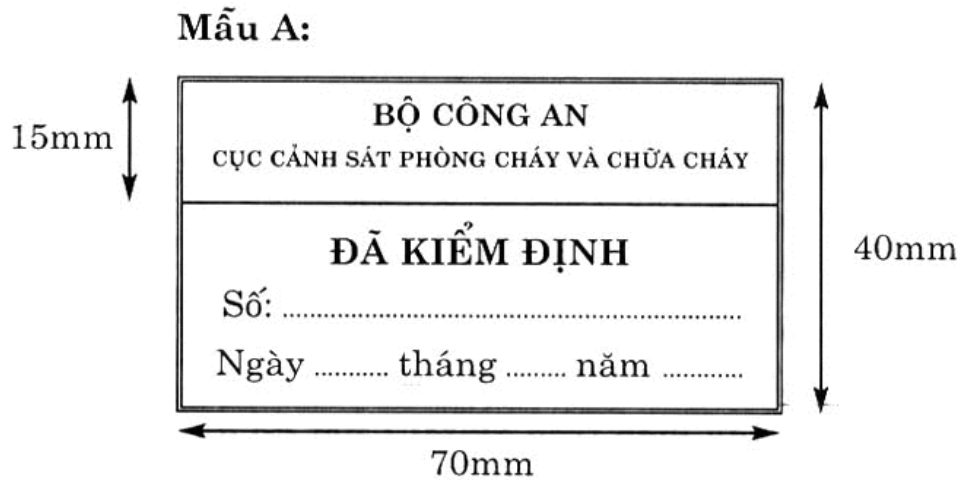 Mẫu A:
15mm
BỘ CÔNG AN
CỤC CẢNH SÁT PHÒNG CHÁY VÀ CHỮA CHÁY
ĐÃ KIỂM ĐỊNH
40mm
Số: ....................................................................
Ngày ........... tháng ......... năm ............
70mm